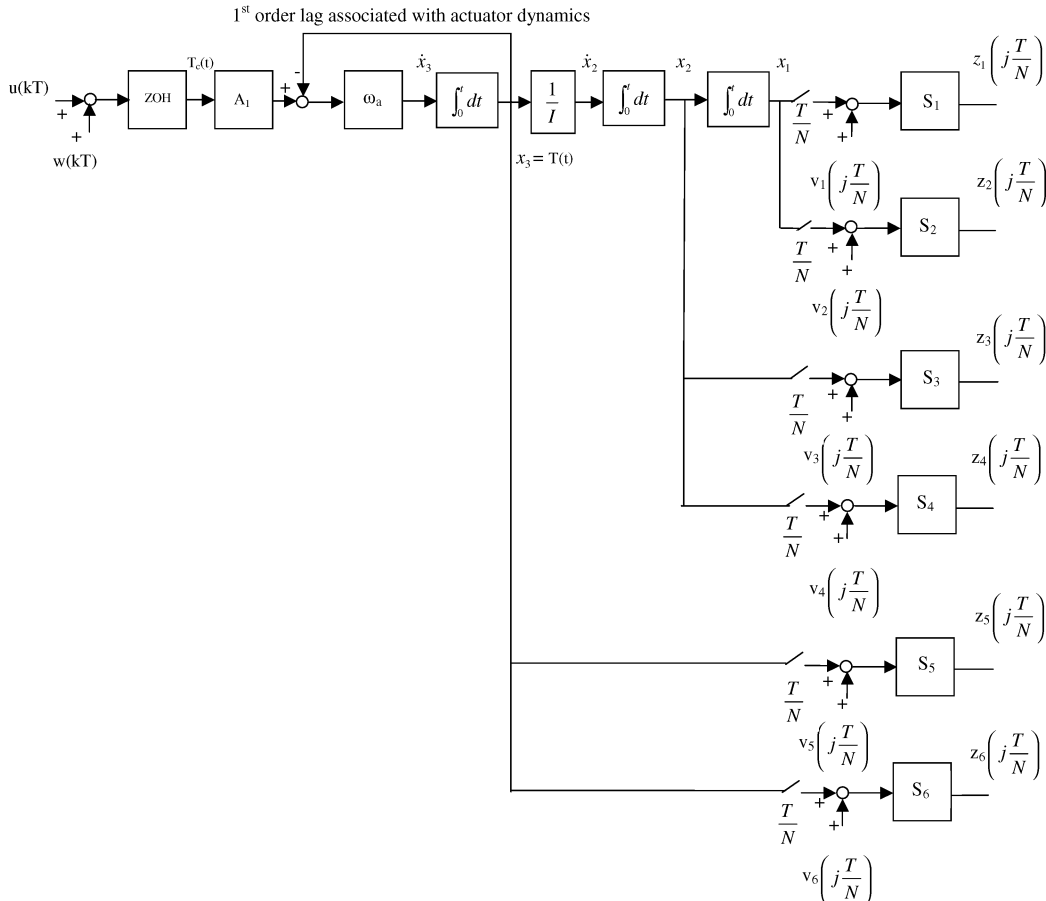 1st order lag associated with actuator dynamics
u(kT)
+
+
w(kT)
ZOH
Tc(t)
A1
+
-
ωa
ẋ3
∫0t dt
x3 = T(t)
1/I
ẋ2
∫0t dt
x2
∫0t dt
x1
T/N
+
+
S1
z1(j T/N)
v1(j T/N)
T/N
+
+
S2
z2(j T/N)
v2(j T/N)
T/N
+
+
S3
z3(j T/N)
v3(j T/N)
T/N
+
+
S4
z4(j T/N)
v4(j T/N)
T/N
+
+
S5
z5(j T/N)
v5(j T/N)
T/N
+
+
S6
z6(j T/N)
v6(j T/N)